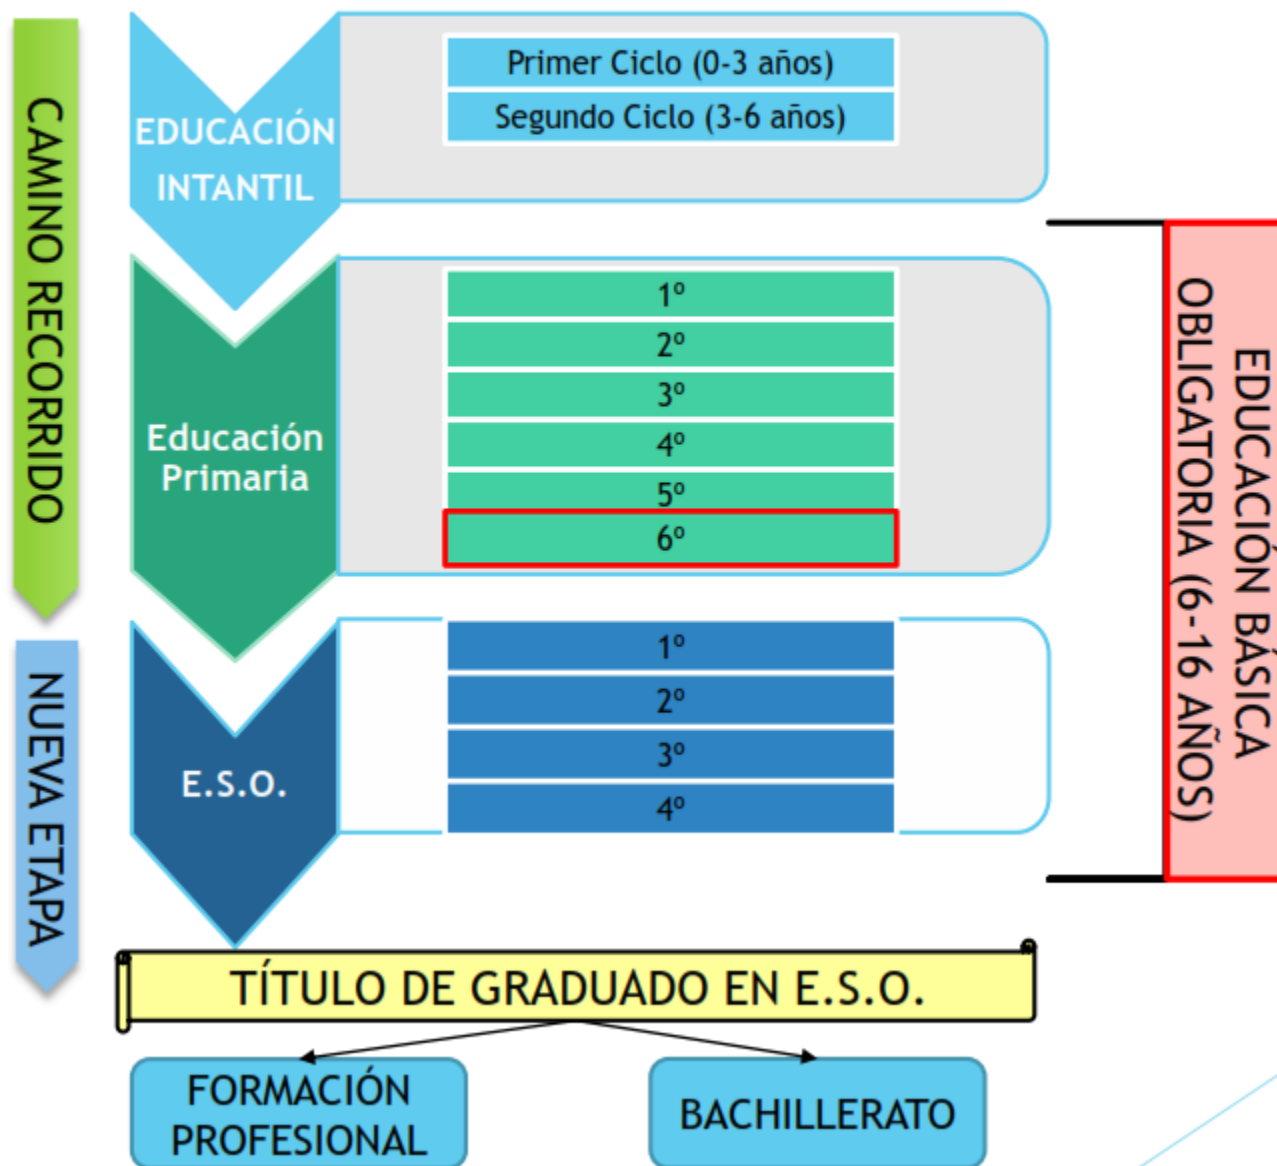 CAMINO RECORRIDO
EDUCACIÓN
INTANTIL
Primer Ciclo (0-3 años)
Segundo Ciclo (3-6 años)
Educación
Primaria
1º
2º
3º
4º
5º
6º
EDUCACIÓN BÁSICA
OBLIGATORIA (6-16 AÑOS)
NUEVA ETAPA
E.S.O.
1º
2º
3º
4º
TÍTULO DE GRADUADO EN E.S.O.
FORMACIÓN
PROFESIONAL
BACHILLERATO